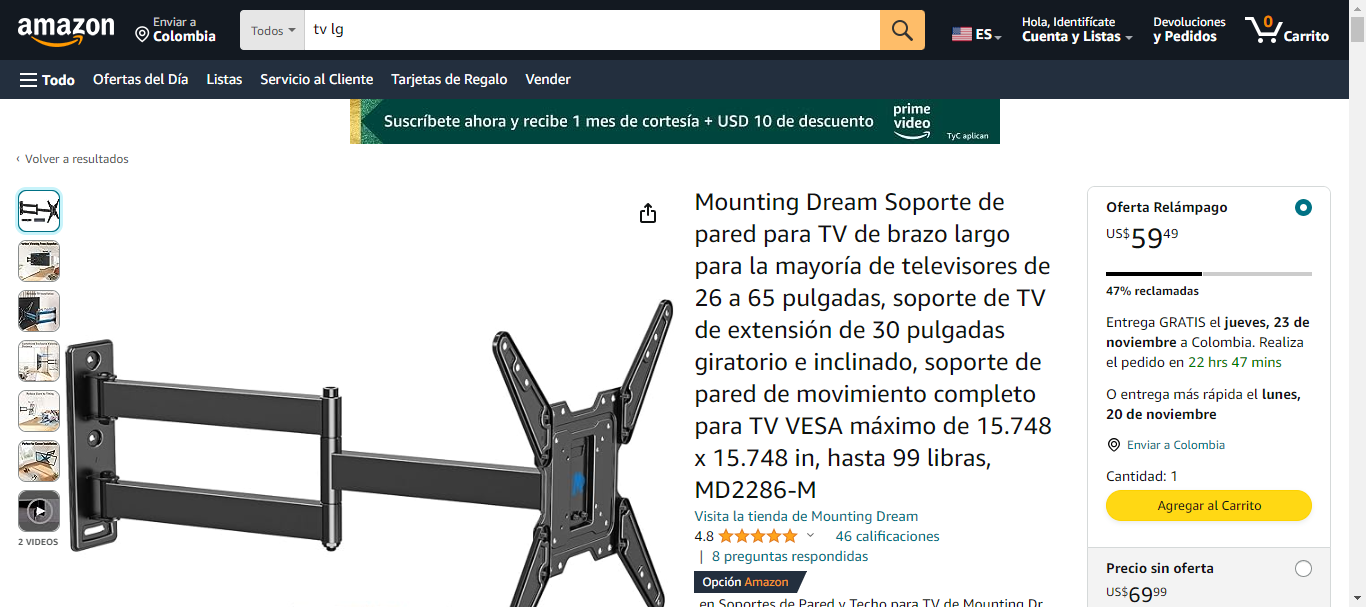 amazon
Enviar a
Colombia
Todos
tv lg
ES
Hola, Identifícate
Cuenta y Listas
Devoluciones
y Pedidos
0
Carrito
Todo
Ofertas del Día
Listas
Servicio al Cliente
Tarjetas de Regalo
Vender
Suscríbete ahora y recibe 1 mes de cortesía + USD 10 de descuento
prime
video
TyC aplican
‹ Volver a resultados
2 VIDEOS
Mounting Dream Soporte de
pared para TV de brazo largo
para la mayoría de televisores de
26 a 65 pulgadas, soporte de TV
de extensión de 30 pulgadas
giratorio e inclinado, soporte de
pared de movimiento completo
para TV VESA máximo de 15.748
x 15.748 in, hasta 99 libras,
MD2286-M
Visita la tienda de Mounting Dream
4.8
46 calificaciones
| 8 preguntas respondidas
Opción Amazon
en Soportes de Pared y Techo para TV de Mounting Dr
Oferta Relámpago
US$5949
47% reclamadas
Entrega GRATIS el jueves, 23 de
noviembre a Colombia. Realiza
el pedido en 22 hrs 47 mins
O entrega más rápida el lunes,
20 de noviembre
Enviar a Colombia
Cantidad: 1
Agregar al Carrito
Precio sin oferta
US$6999